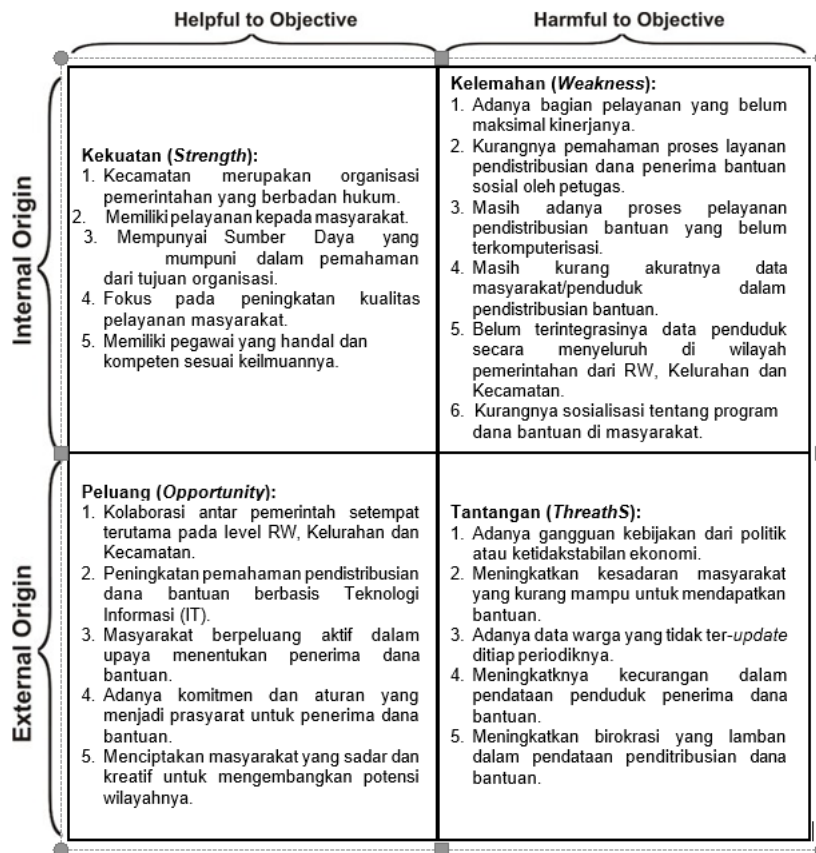 Helpful to Objective
Harmful to Objective
Internal Origin
Kekuatan (Strength):
1. Kecamatan merupakan organisasi
pemerintahan yang berbadan hukum.
2. Memiliki pelayanan kepada masyarakat.
3. Mempunyai Sumber Daya yang
mumpuni dalam pemahaman
dari tujuan organisasi.
4. Fokus pada peningkatan kualitas
pelayanan masyarakat.
5. Memiliki pegawai yang handal dan
kompeten sesuai keilmuannya.
Kelemahan (Weakness):
1. Adanya bagian pelayanan yang belum
maksimal kinerjanya.
2. Kurangnya pemahaman proses layanan
pendistribusian dana penerima bantuan
sosial oleh petugas.
3. Masih adanya proses pelayanan
pendistribusian bantuan yang belum
terkomputerisasi.
4. Masih kurang akuratnya data
masyarakat/penduduk dalam
pendistribusian bantuan.
5. Belum terintegrasinya data penduduk
secara menyeluruh di wilayah
pemerintahan dari RW, Kelurahan dan
Kecamatan.
6. Kurangnya sosialisasi tentang program
dana bantuan di masyarakat.
External Origin
Peluang (Opportunity):
1. Kolaborasi antar pemerintah setempat
terutama pada level RW, Kelurahan dan
Kecamatan.
2. Peningkatan pemahaman pendistribusian
dana bantuan berbasis Teknologi
Informasi (IT).
3. Masyarakat berpeluang aktif dalam
upaya menentukan penerima dana
bantuan.
4. Adanya komitmen dan aturan yang
menjadi prasyarat untuk penerima dana
bantuan.
5. Menciptakan masyarakat yang sadar dan
kreatif untuk mengembangkan potensi
wilayahnya.
Tantangan (ThreathS):
1. Adanya gangguan kebijakan dari politik
atau ketidakstabilan ekonomi.
2. Meningkatkan kesadaran masyarakat
yang kurang mampu untuk mendapatkan
bantuan.
3. Adanya data warga yang tidak ter-update
ditiap periodiknya.
4. Meningkatknya kecurangan dalam
pendataan penduduk penerima dana
bantuan.
5. Meningkatkan birokrasi yang lamban
dalam pendataan penditribusian dana
bantuan.